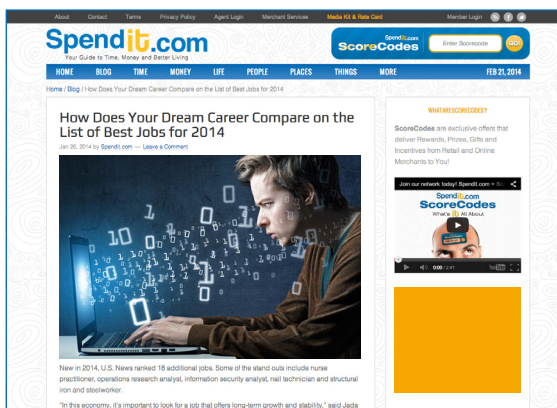 About Contact Terms Privacy Policy Agent Login Merchant Services Media Kit & Rate Card Member Login
Spendit.com
Your Guide to Time, Money and Better Living
Spendit.com
ScoreCodes
Enter Scorecode
GO!
HOME BLOG TIME MONEY LIFE PEOPLE PLACES THINGS MORE FEB 21, 2014
Home / Blog / How Does Your Dream Career Compare on the List of Best Jobs for 2014
How Does Your Dream Career Compare on the
List of Best Jobs for 2014
Jan 26, 2014 by Spendit.com — Leave a Comment
New in 2014, U.S. News ranked 18 additional jobs. Some of the stand outs include nurse
practitioner, operations research analyst, information security analyst, nail technician and structural
iron and steelworker.
"In this economy, it's important to look for a job that offers long-term growth and stability," said Jada
WHAT ARE SCORECODES?
ScoreCodes are exclusive offers that
deliver Rewards, Prizes, Gifts and
Incentives from Retail and Online
Merchants to You!
Join our network today! Spendit.com +
Spendit.com
ScoreCodes
What's It All About
0:00 / 2:41 YouTube